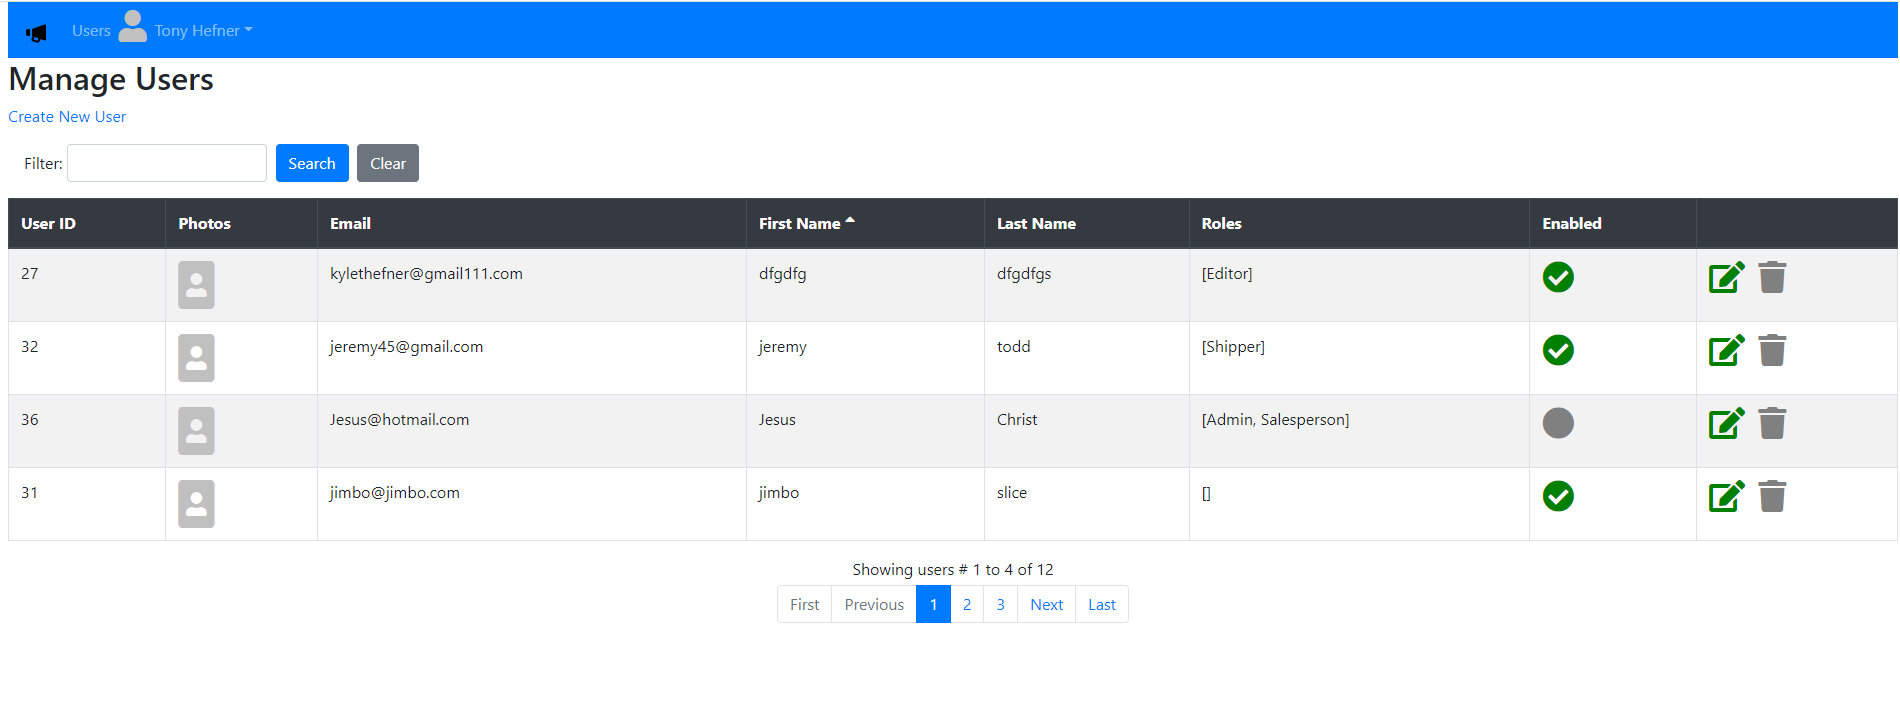 Users Tony Hefner
Manage Users
Create New User
Filter: Search Clear
User ID Photos Email First Name Last Name Roles Enabled
27 kylethefner@gmail111.com dfgdfg dfgdfgs [Editor]
32 jeremy45@gmail.com jeremy todd [Shipper]
36 Jesus@hotmail.com Jesus Christ [Admin, Salesperson]
31 jimbo@jimbo.com jimbo slice []
Showing users # 1 to 4 of 12
First Previous 1 2 3 Next Last